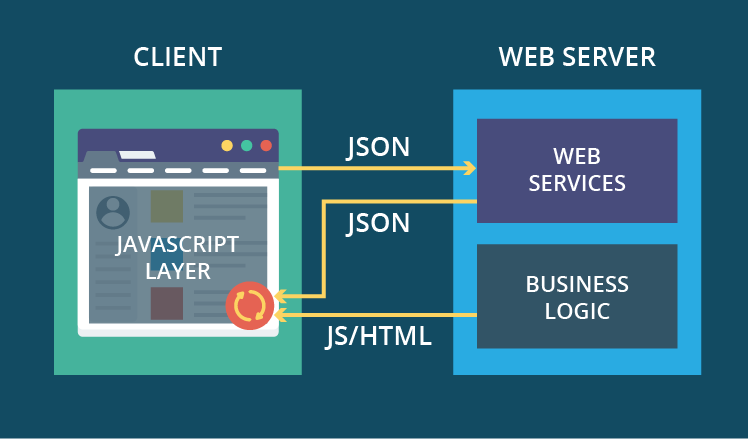 CLIENT
WEB SERVER
JSON
WEB
SERVICES
JSON
JAVASCRIPT
LAYER
BUSINESS
LOGIC
JS/HTML